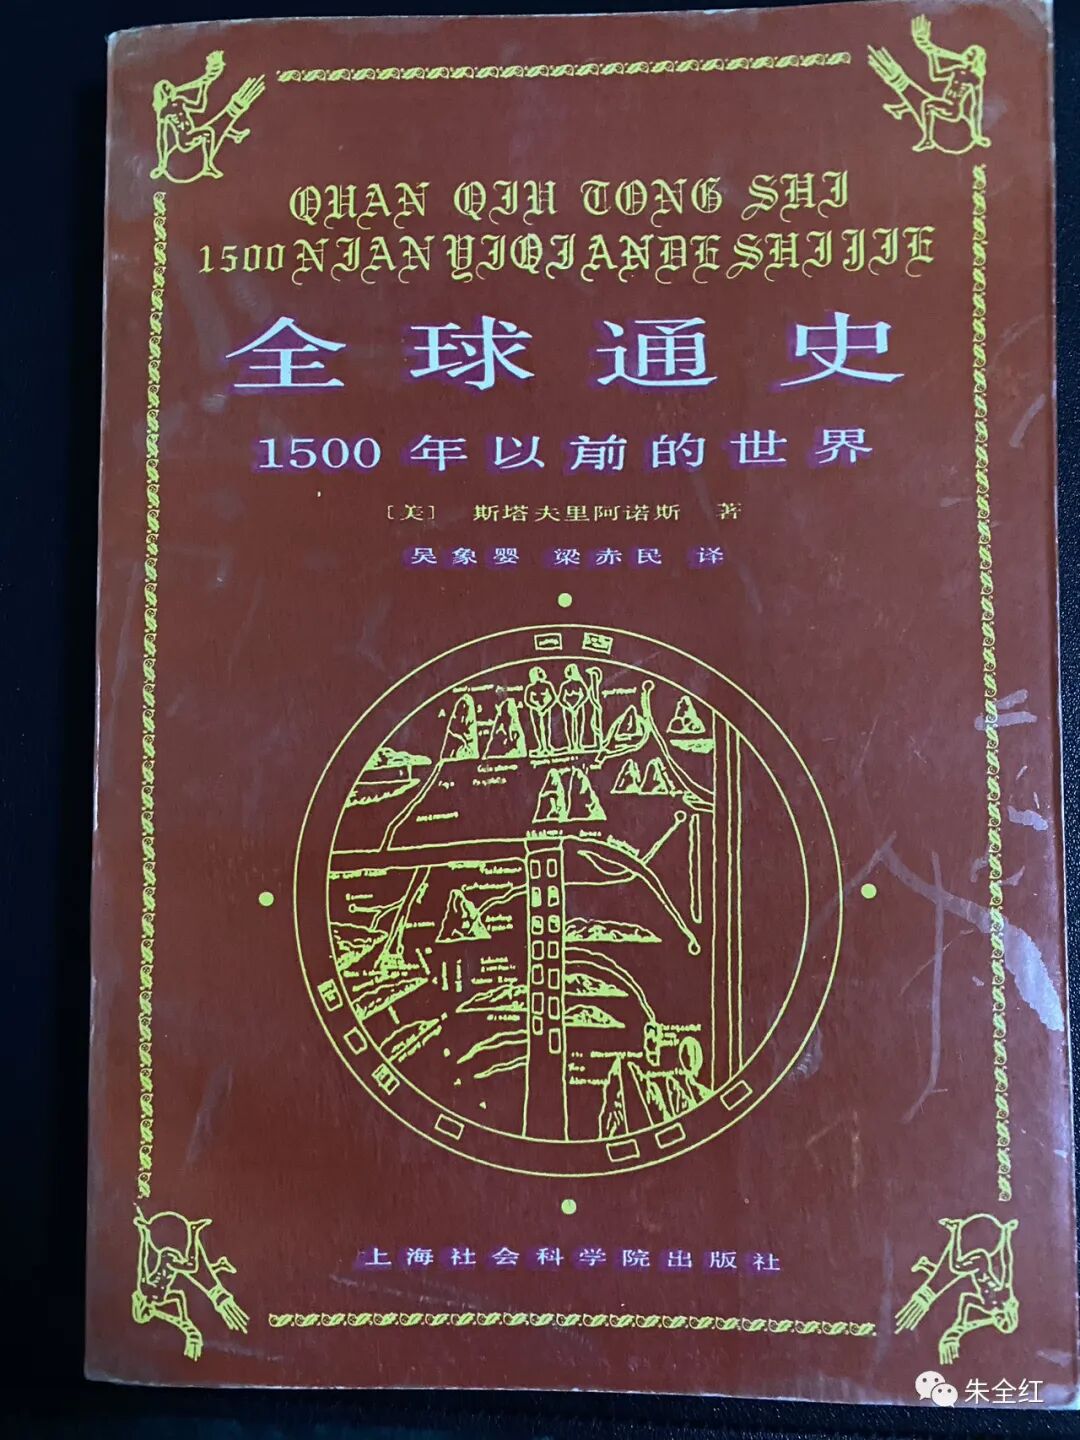 QUAN QIU TONG SHI
1500 NIAN YIQIANDE SHIJIE
全球通史
1500年以前的世界
〔美〕 斯塔夫里阿诺斯 著
吴象婴 梁赤民 译
上海社会科学院出版社
朱全红